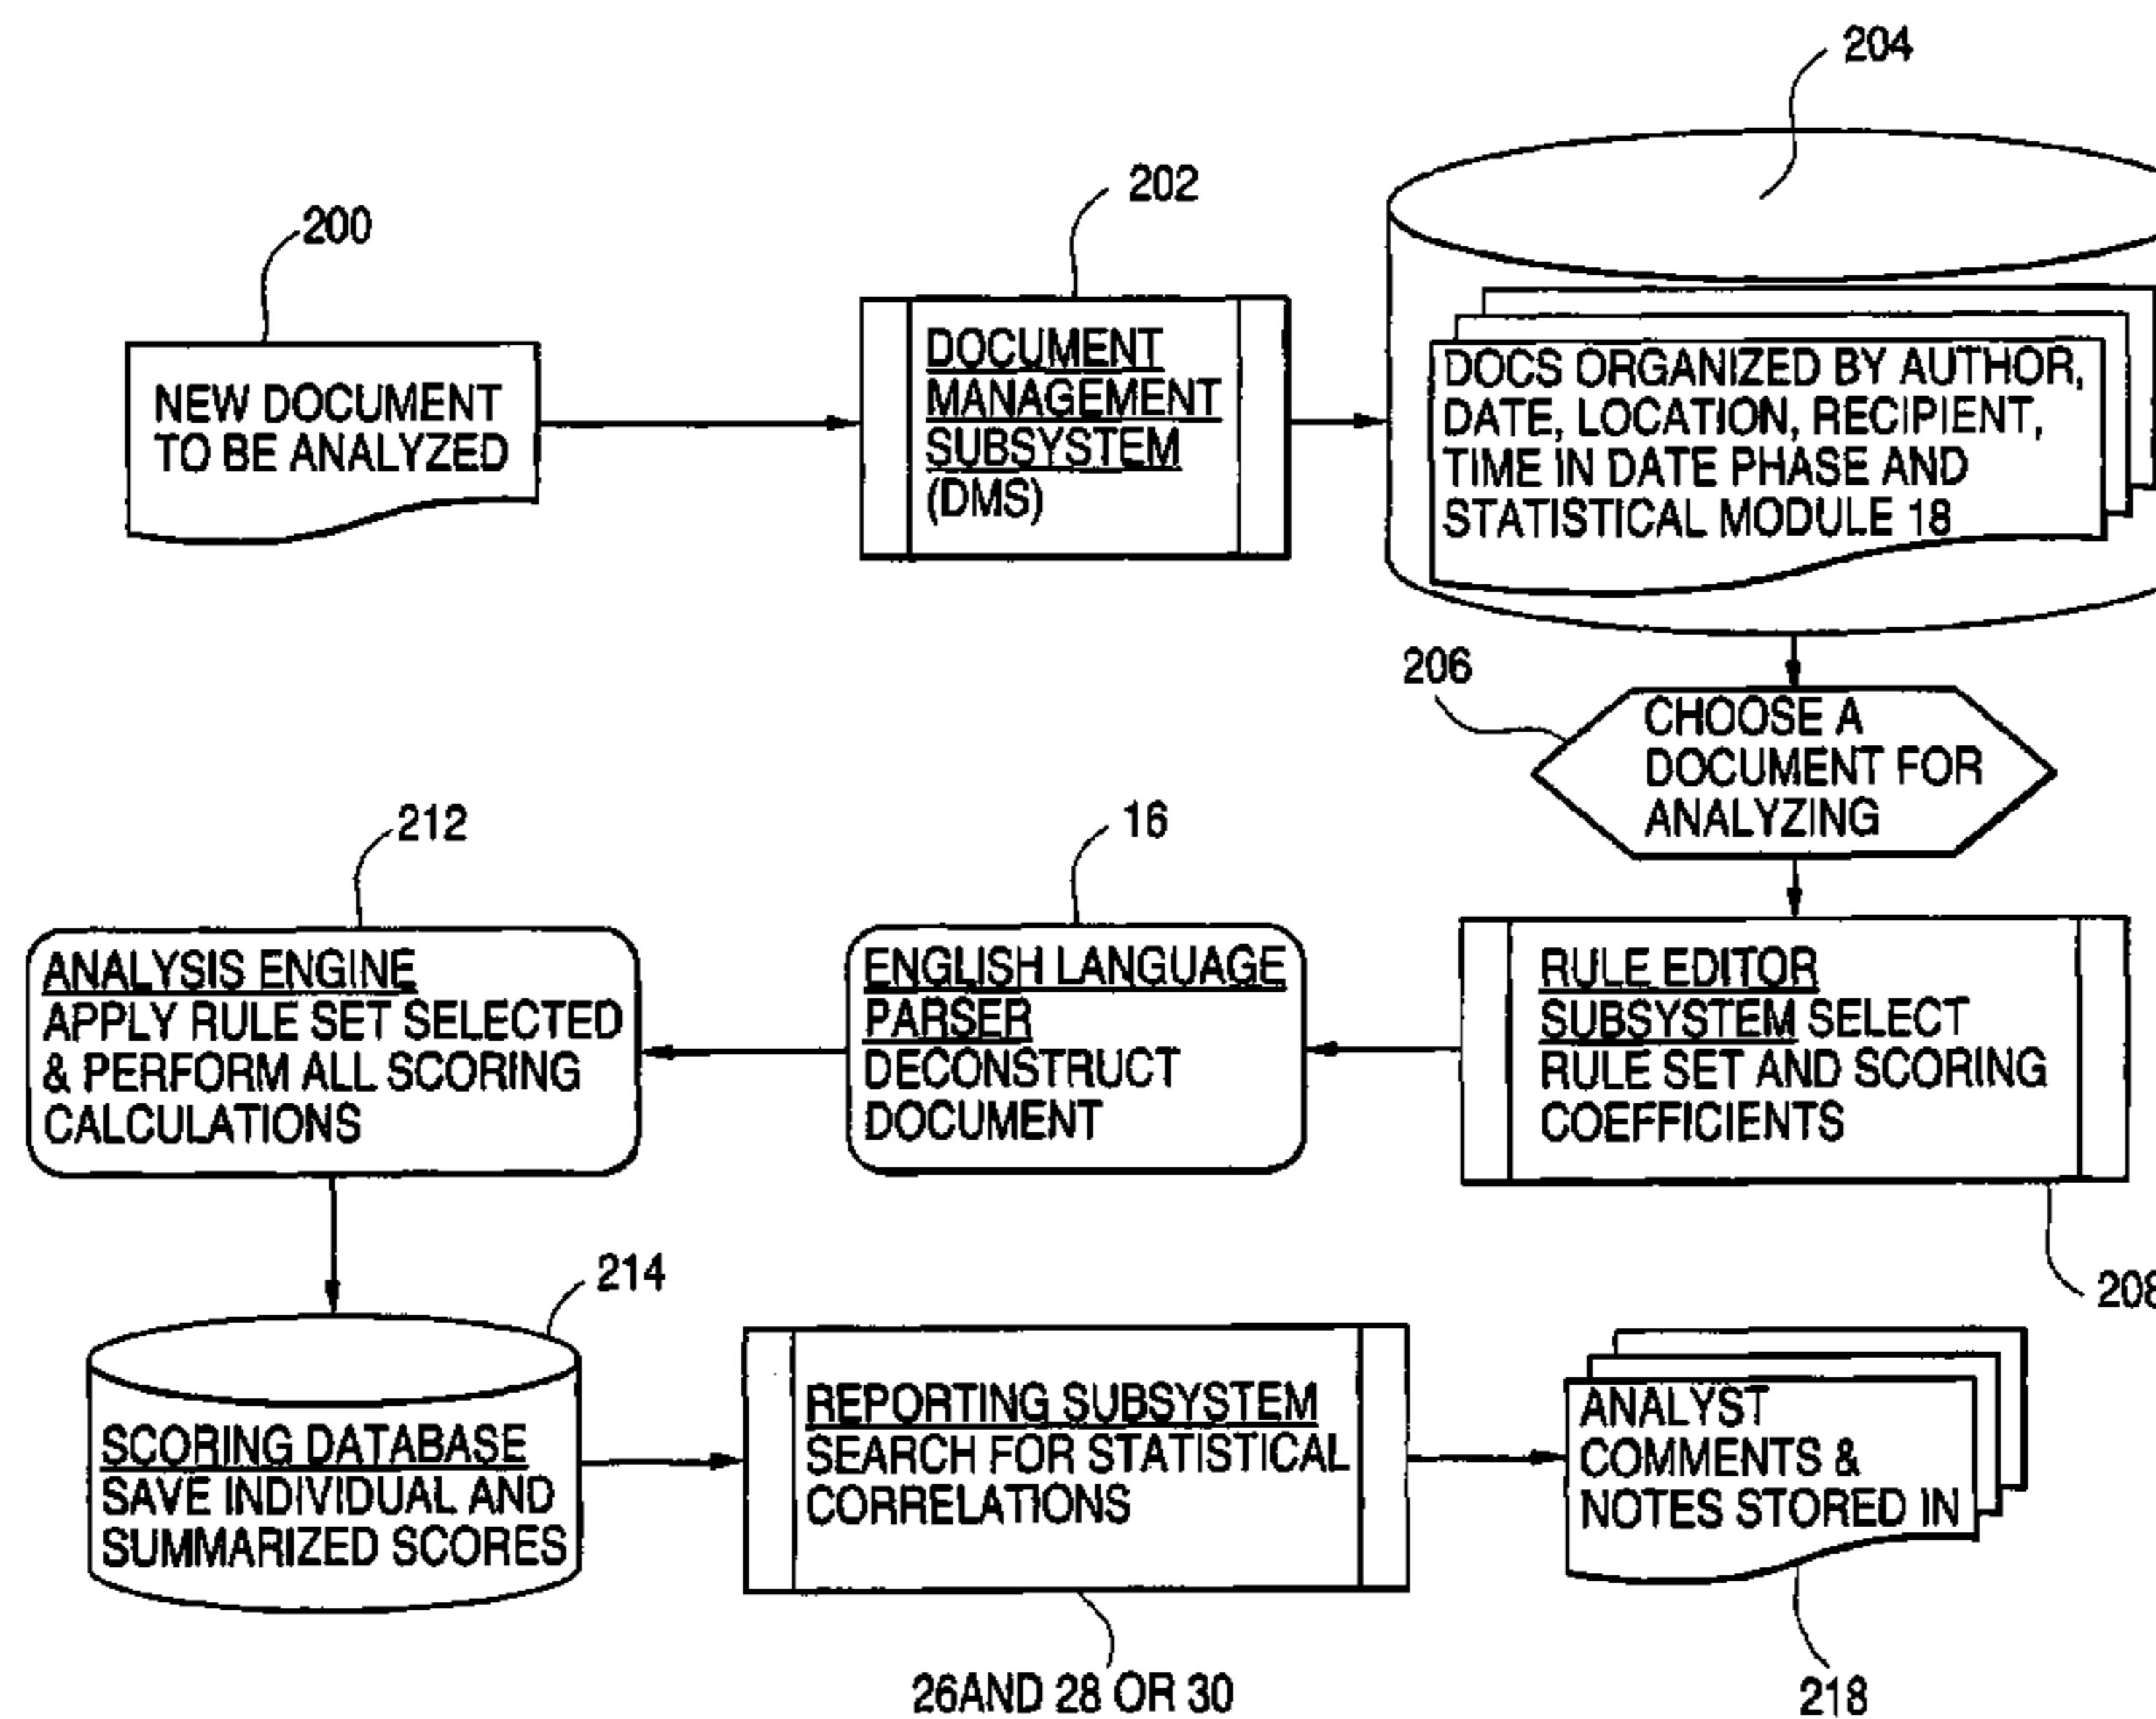 204
202
200
NEW DOCUMENT
TO BE ANALYZED
DOCUMENT
MANAGEMENT
SUBSYSTEM
(DMS)
DOCS ORGANIZED BY AUTHOR,
DATE, LOCATION, RECIPIENT,
TIME IN DATE PHASE AND
STATISTICAL MODULE 18
206
CHOOSE A
DOCUMENT FOR
ANALYZING
212
16
ANALYSIS ENGINE
APPLY RULE SET SELECTED
& PERFORM ALL SCORING
CALCULATIONS
ENGLISH LANGUAGE
PARSER
DECONSTRUCT
DOCUMENT
RULE EDITOR
SUBSYSTEM SELECT
RULE SET AND SCORING
COEFFICIENTS
208
214
SCORING DATABASE
SAVE INDIVIDUAL AND
SUMMARIZED SCORES
REPORTING SUBSYSTEM
SEARCH FOR STATISTICAL
CORRELATIONS
ANALYST
COMMENTS &
NOTES STORED IN
26AND 28 OR 30
218